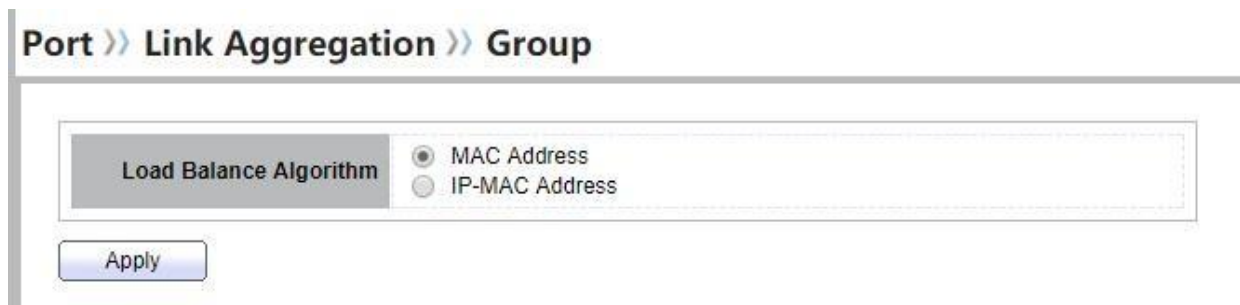 Port » Link Aggregation » Group
Load Balance Algorithm
MAC Address
IP-MAC Address
Apply